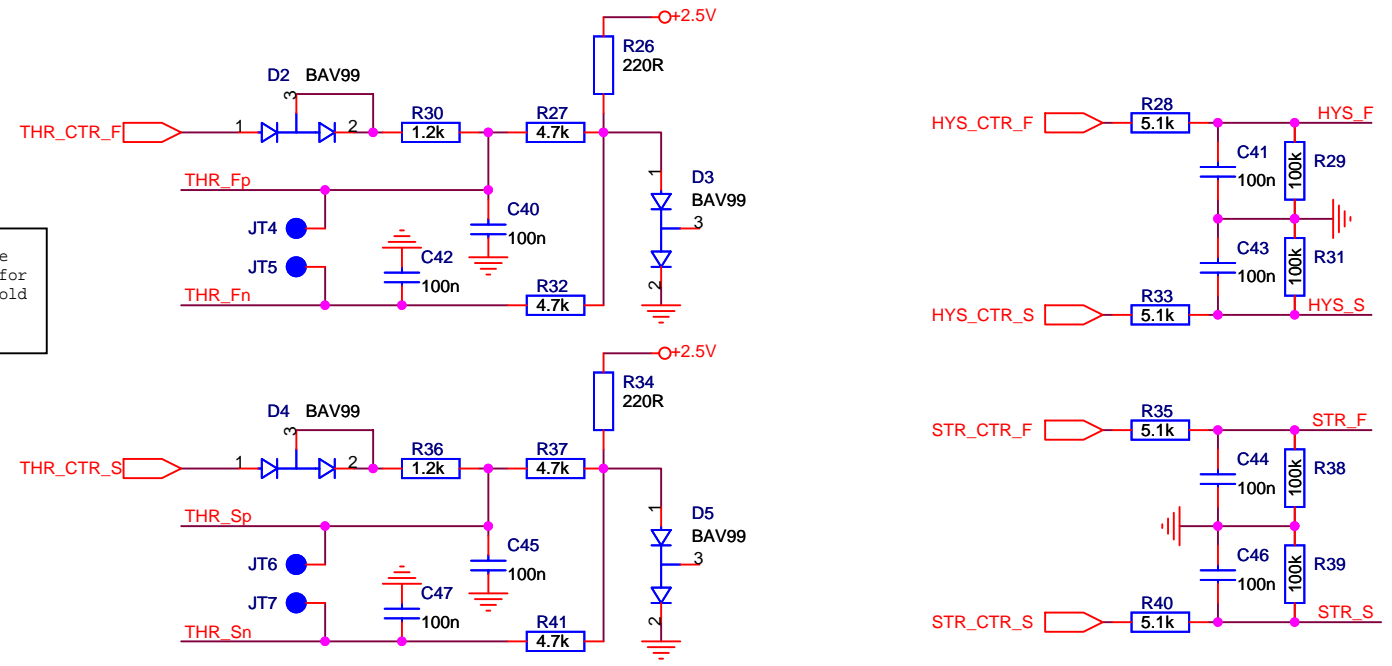 +2.5V
R26
220R
D2 BAV99
3
THR_CTR_F
1
2
R30
1.2k
R27
4.7k
THR_Fp
JT4
JT5
THR_Fn
C40
100n
C42
100n
R32
4.7k
1
D3
BAV99
3
2
e
for
old
HYS_CTR_F
R28
5.1k
HYS_F
C41
100n
100k
R29
C43
100n
100k
R31
HYS_CTR_S
R33
5.1k
HYS_S
+2.5V
R34
220R
D4 BAV99
3
THR_CTR_S
1
2
R36
1.2k
R37
4.7k
THR_Sp
JT6
JT7
THR_Sn
C45
100n
C47
100n
R41
4.7k
1
D5
BAV99
3
2
STR_CTR_F
R35
5.1k
STR_F
C44
100n
100k
R38
C46
100n
100k
R39
STR_CTR_S
R40
5.1k
STR_S